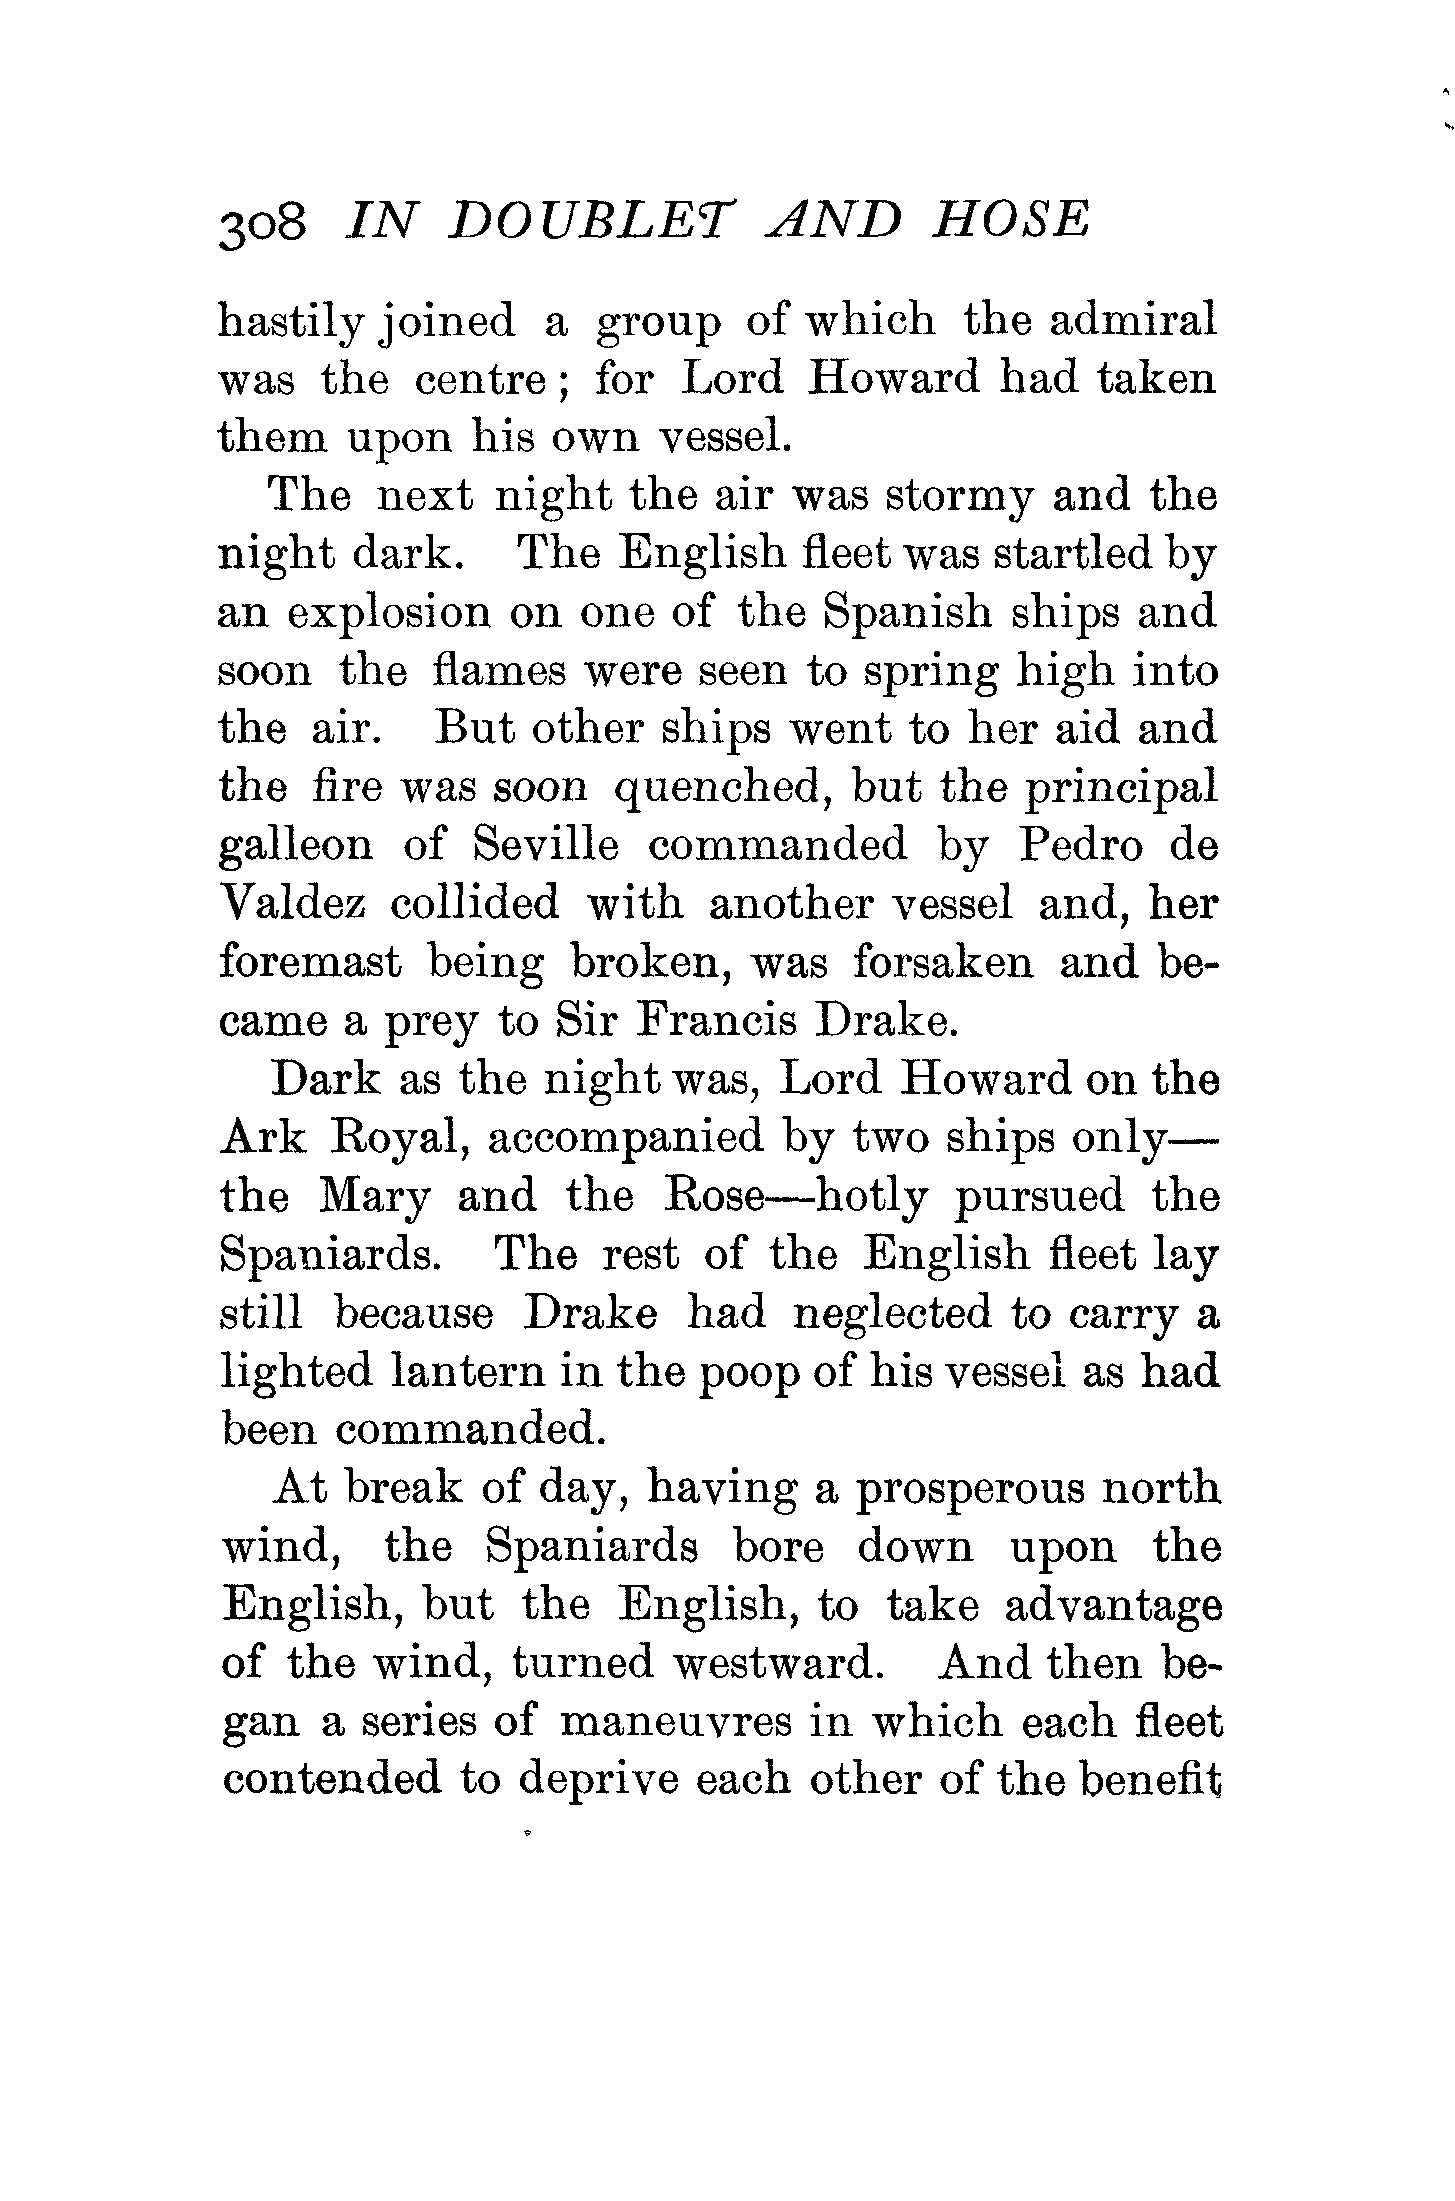 308 IN DOUBLET AND HOSE
hastily joined a group of which the admiral
was the centre ; for Lord Howard had taken
them upon his own vessel.
The next night the air was stormy and the
night dark. The English fleet was startled by
an explosion on one of the Spanish ships and
soon the flames were seen to spring high into
the air. But other ships went to her aid and
the fire was soon quenched, but the principal
galleon of Seville commanded by Pedro de
Valdez collided with another vessel and, her
foremast being broken, was forsaken and be-
came a prey to Sir Francis Drake.
Dark as the night was, Lord Howard on the
Ark Royal, accompanied by two ships only—
the Mary and the Rose—hotly pursued the
Spaniards. The rest of the English fleet lay
still because Drake had neglected to carry a
lighted lantern in the poop of his vessel as had
been commanded.
At break of day, having a prosperous north
wind, the Spaniards bore down upon the
English, but the English, to take advantage
of the wind, turned westward. And then be-
gan a series of maneuvres in which each fleet
contended to deprive each other of the benefit